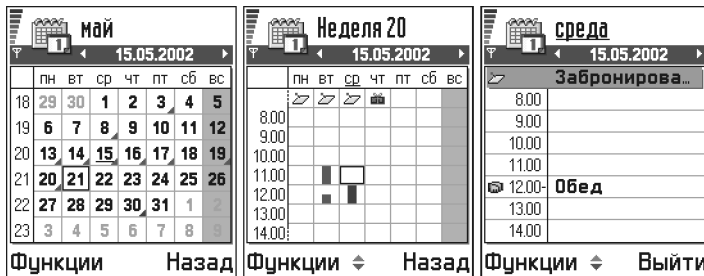 май
1
15.05.2002
пн вт ср чт пт сб вс
18 29 30 1 2 3 4 5
19 6 7 8 9 10 11 12
20 13 14 15 16 17 18 19
21 20 21 22 23 24 25 26
22 27 28 29 30 31 1 2
23 3 4 5 6 7 8 9
Функции Назад
Неделя 20
1
15.05.2002
пн вт ср чт пт сб вс
8.00
9.00
10.00
11.00
12.00
13.00
14.00
Функции Назад
среда
1
15.05.2002
Забронирова...
8.00
9.00
10.00
11.00
12.00- Обед
13.00
14.00
Функции Выйти